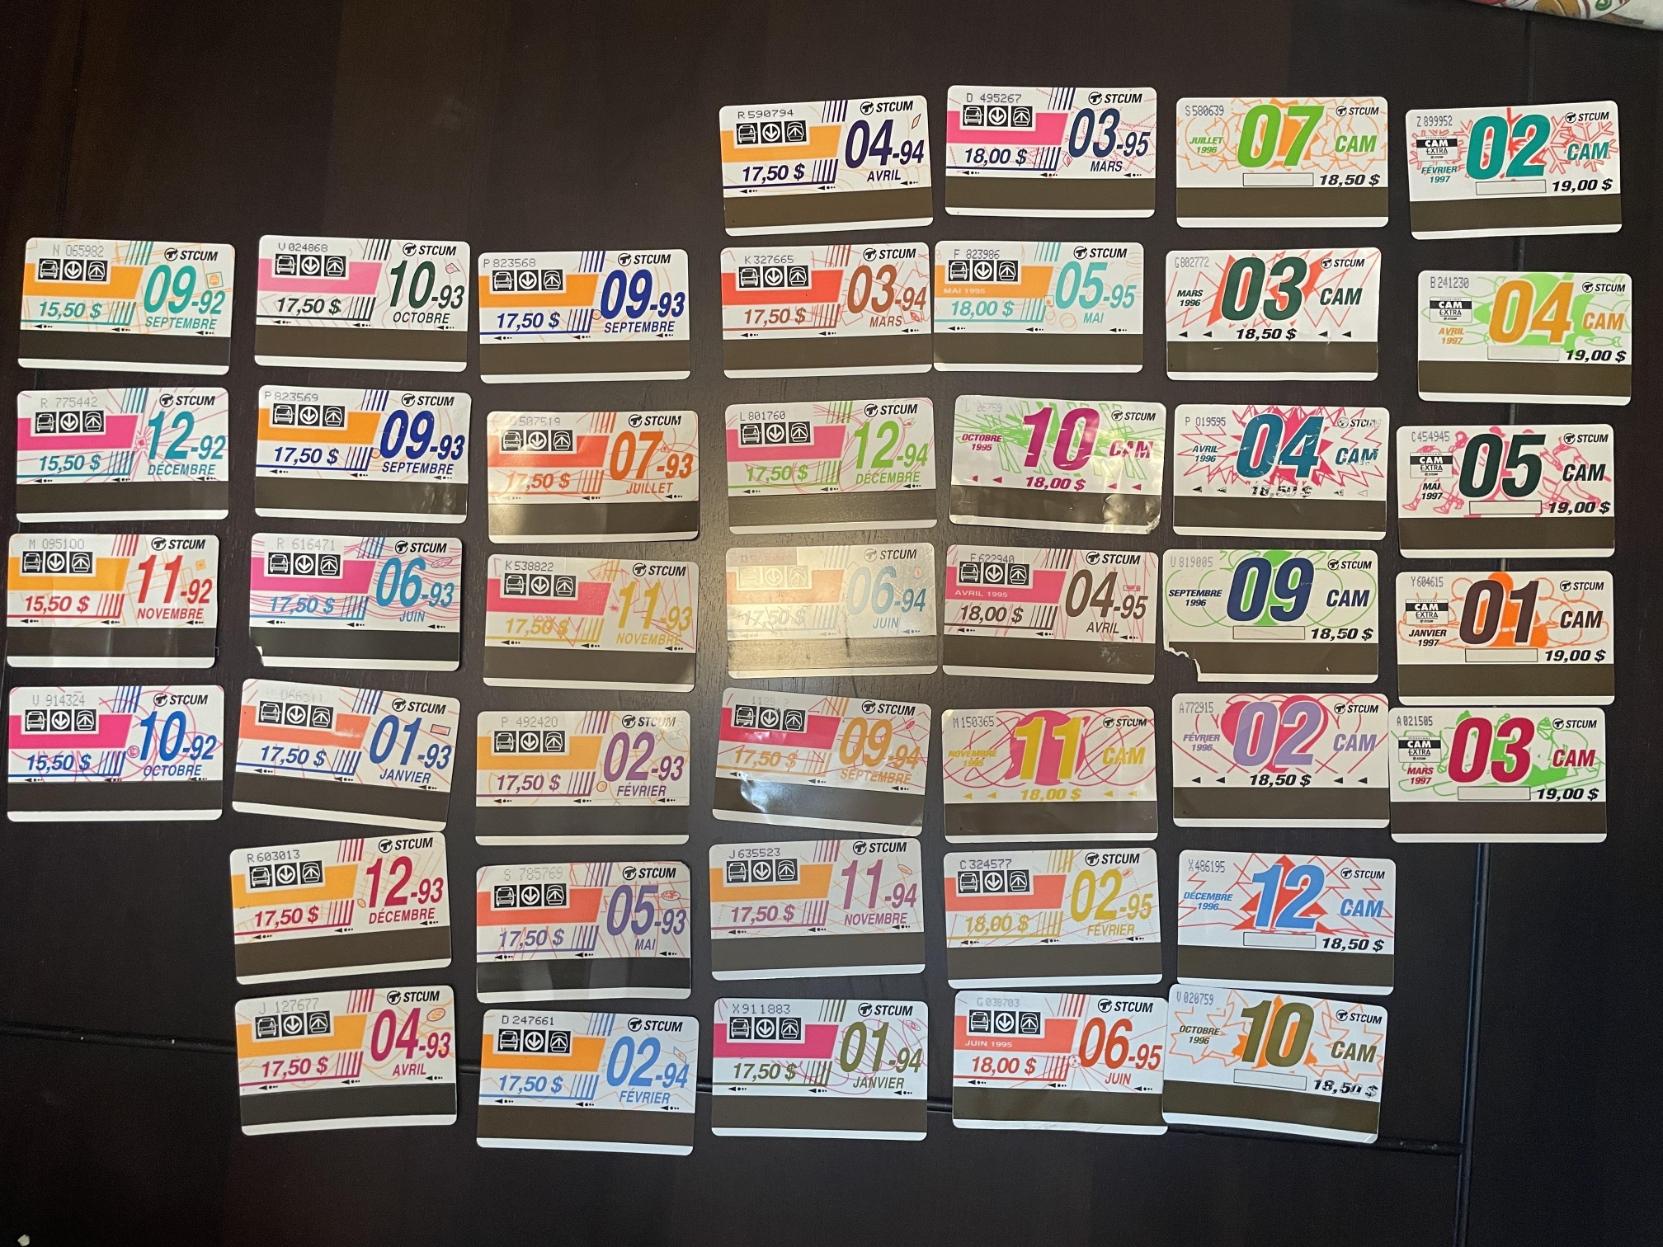 R 590794
STCUM
04-94
17,50 $
AVRIL
D 495267
STCUM
03-95
18,00 $
MARS
S 580639
STCUM
JUILLET
1996
07 CAM
18,50 $
Z 899952
STCUM
CAM
EXTRA
FÉVRIER
1997
02 CAM
19,00 $
N 065982
STCUM
09-92
15,50 $
SEPTEMBRE
V 024868
STCUM
10-93
17,50 $
OCTOBRE
P 823568
STCUM
09-93
17,50 $
SEPTEMBRE
K 327665
STCUM
03-94
17,50 $
MARS
F 823986
STCUM
MAI 1995
05-95
18,00 $
MAI
G 802772
STCUM
MARS
1996
03 CAM
18,50 $
B 241230
STCUM
CAM
EXTRA
AVRIL
1997
04 CAM
19,00 $
R 775442
STCUM
12-92
15,50 $
DÉCEMBRE
P 823569
STCUM
09-93
17,50 $
SEPTEMBRE
587519
STCUM
07-93
17,50 $
JUILLET
L 801760
STCUM
12-94
17,50 $
DÉCEMBRE
STCUM
OCTOBRE
1995
10 CAM
18,00 $
P 019595
STCUM
AVRIL
1996
04 CAM
18,50 $
C 454945
STCUM
CAM
EXTRA
MAI
1997
05 CAM
19,00 $
M 095100
STCUM
11-92
15,50 $
NOVEMBRE
R 616471
STCUM
06-93
17,50 $
JUIN
K 538822
STCUM
11-93
17,50 $
NOVEMBRE
STCUM
06-94
17,50 $
JUIN
F 622940
STCUM
AVRIL 1995
04-95
18,00 $
AVRIL
U 819005
STCUM
SEPTEMBRE
1996
09 CAM
18,50 $
Y 604615
STCUM
CAM
EXTRA
JANVIER
1997
01 CAM
19,00 $
U 914324
STCUM
10-92
15,50 $
OCTOBRE
STCUM
01-93
17,50 $
JANVIER
P 492420
STCUM
02-93
17,50 $
FÉVRIER
STCUM
09-94
17,50 $
SEPTEMBRE
M 150365
STCUM
NOVEMBRE
1995
11 CAM
18,00 $
A 772915
STCUM
FÉVRIER
1996
02 CAM
18,50 $
A 021505
STCUM
CAM
EXTRA
MARS
1997
03 CAM
19,00 $
R 603013
STCUM
12-93
17,50 $
DÉCEMBRE
S 785769
STCUM
05-93
17,50 $
MAI
J 635523
STCUM
11-94
17,50 $
NOVEMBRE
C 324577
STCUM
02-95
18,00 $
FÉVRIER
X 486195
STCUM
DÉCEMBRE
1996
12 CAM
18,50 $
J 127677
STCUM
04-93
17,50 $
AVRIL
D 247661
STCUM
02-94
17,50 $
FÉVRIER
X 911883
STCUM
01-94
17,50 $
JANVIER
G 038703
STCUM
JUIN 1995
06-95
18,00 $
JUIN
V 020759
STCUM
OCTOBRE
1996
10 CAM
18,50 $